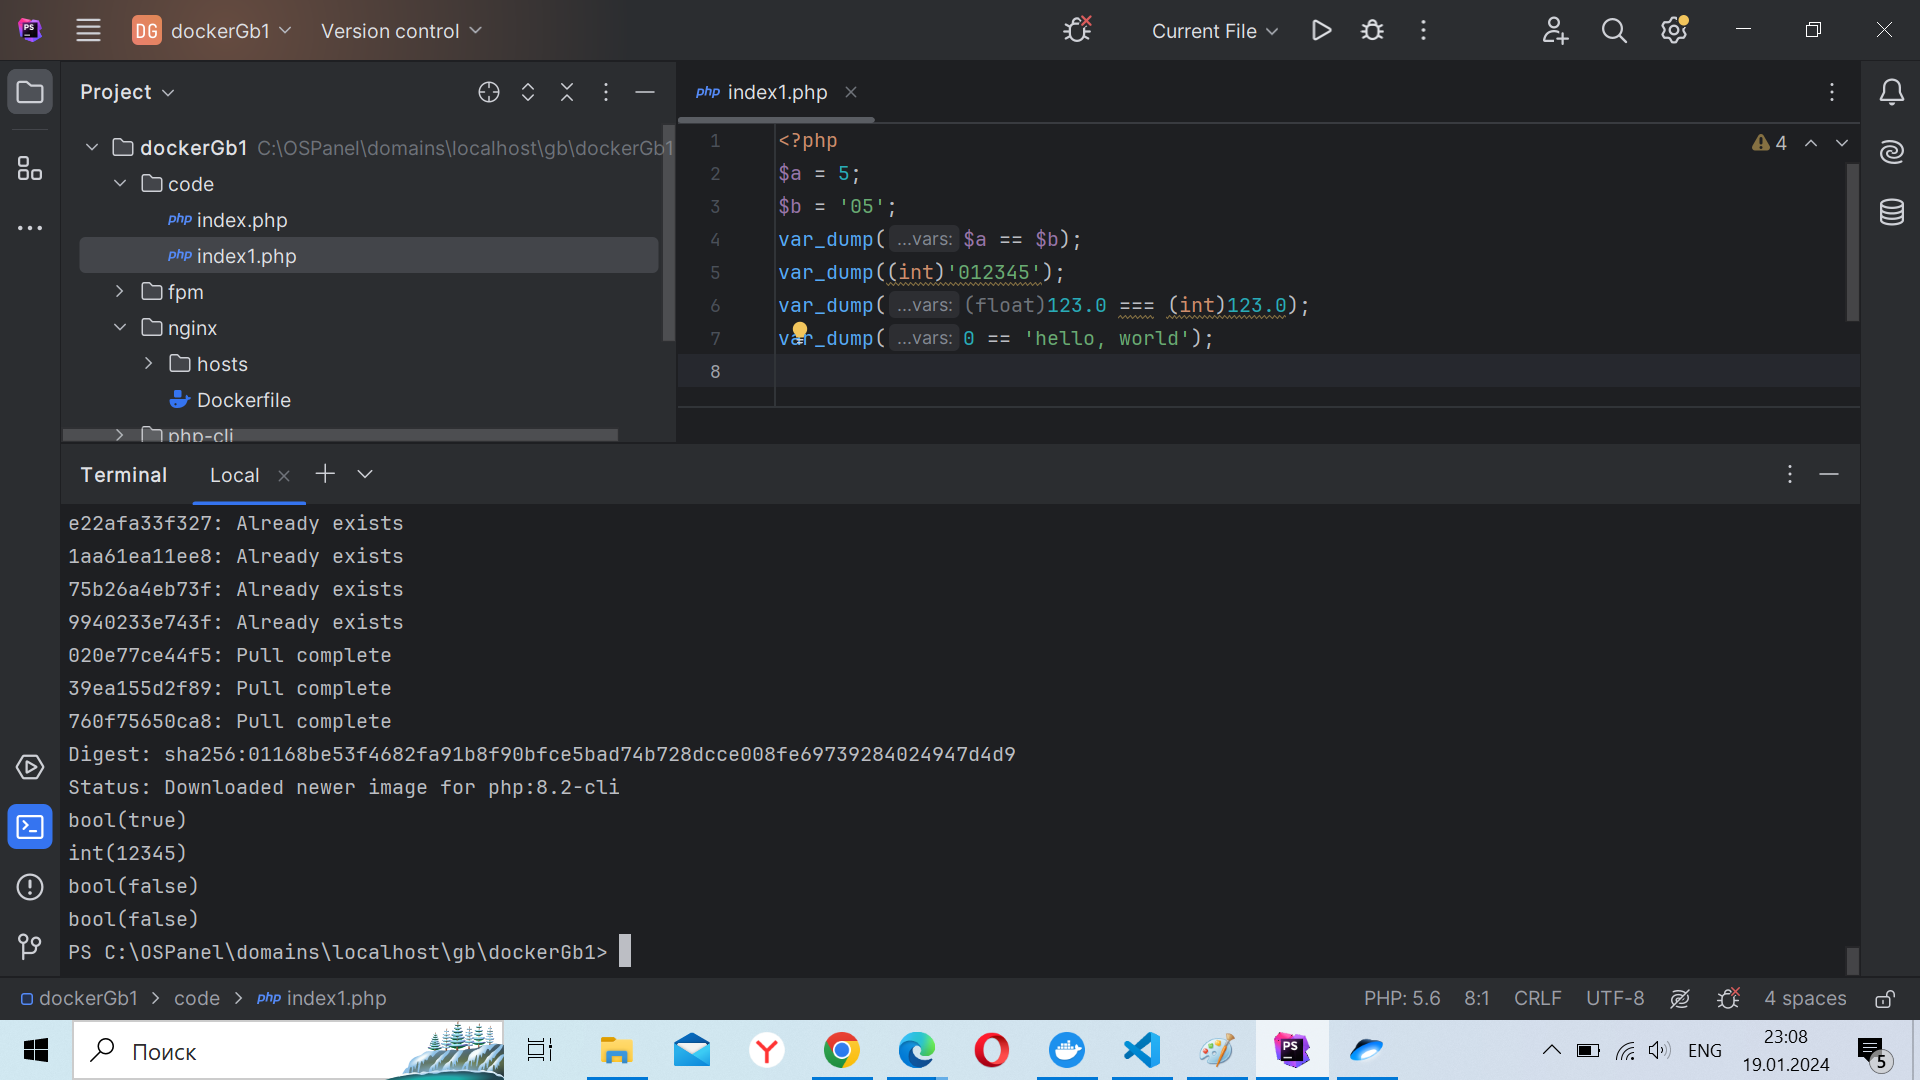 PS
DG dockerGb1 Version control Current File
Project
dockerGb1 C:\OSPanel\domains\localhost\gb\dockerGb1
code
php index.php
php index1.php
fpm
nginx
hosts
Dockerfile
php-cli
php index1.php
4
1 <?php
2 $a = 5;
3 $b = '05';
4 var_dump( ...vars: $a == $b);
5 var_dump((int)'012345');
6 var_dump( ...vars: (float)123.0 === (int)123.0);
7 var_dump( ...vars: 0 == 'hello, world');
8
Terminal Local
e22afa33f327: Already exists
1aa61ea11ee8: Already exists
75b26a4eb73f: Already exists
9940233e743f: Already exists
020e77ce44f5: Pull complete
39ea155d2f89: Pull complete
760f75650ca8: Pull complete
Digest: sha256:01168be53f4682fa91b8f90bfce5bad74b728dcce008fe69739284024947d4d9
Status: Downloaded newer image for php:8.2-cli
bool(true)
int(12345)
bool(false)
bool(false)
PS C:\OSPanel\domains\localhost\gb\dockerGb1>
dockerGb1 > code > php index1.php PHP: 5.6 8:1 CRLF UTF-8 4 spaces
Поиск
PS
ENG
23:08
19.01.2024
5